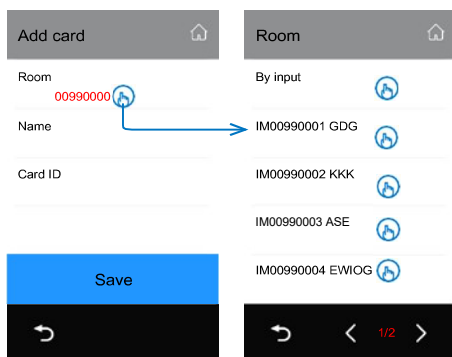 Add card
Room
00990000
Name
Card ID
Save
Room
By input
IM00990001 GDG
IM00990002 KKK
IM00990003 ASE
IM00990004 EWIOG
1/2